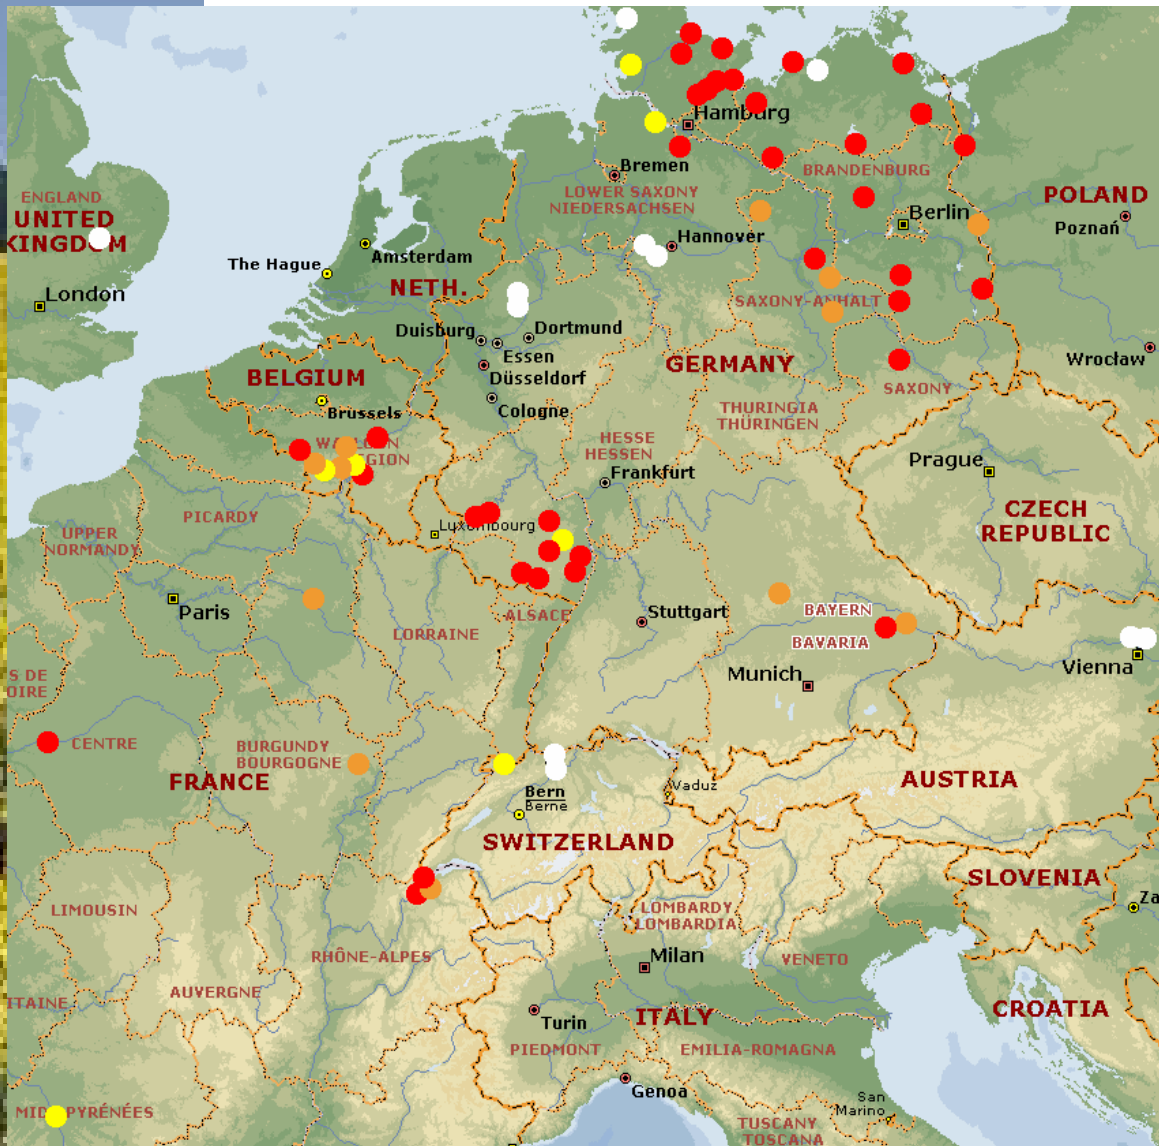 Hamburg
Bremen
BRANDENBURG
ENGLAND
UNITED
KINGDOM
LOWER SAXONY
NIEDERSACHSEN
POLAND
Berlin
Poznań
Hannover
Amsterdam
The Hague
NETH.
London
SAXONY-ANHALT
Duisburg
Dortmund
Essen
GERMANY
Wrocław
BELGIUM
Düsseldorf
SAXONY
Brussels
Cologne
THURINGIA
THÜRINGEN
HESSE
HESSEN
Frankfurt
Prague
CZECH
REPUBLIC
PICARDY
Luxembourg
UPPER
NORMANDY
Paris
ALSACE
Stuttgart
LORRAINE
BAYERN
BAVARIA
Munich
Vienna
S DE
OIRE
CENTRE
BURGUNDY
BOURGOGNE
FRANCE
Vaduz
AUSTRIA
Bern
Berne
SWITZERLAND
SLOVENIA
Za
LIMOUSIN
LOMBARDY
LOMBARDIA
RHÔNE-ALPES
Milan
VENETO
AUVERGNE
ITAINE
CROATIA
Turin
ITALY
PIEDMONT
EMILIA-ROMAGNA
Genoa
San
Marino
PYRÉNÉES
TUSCANY
TOSCANA